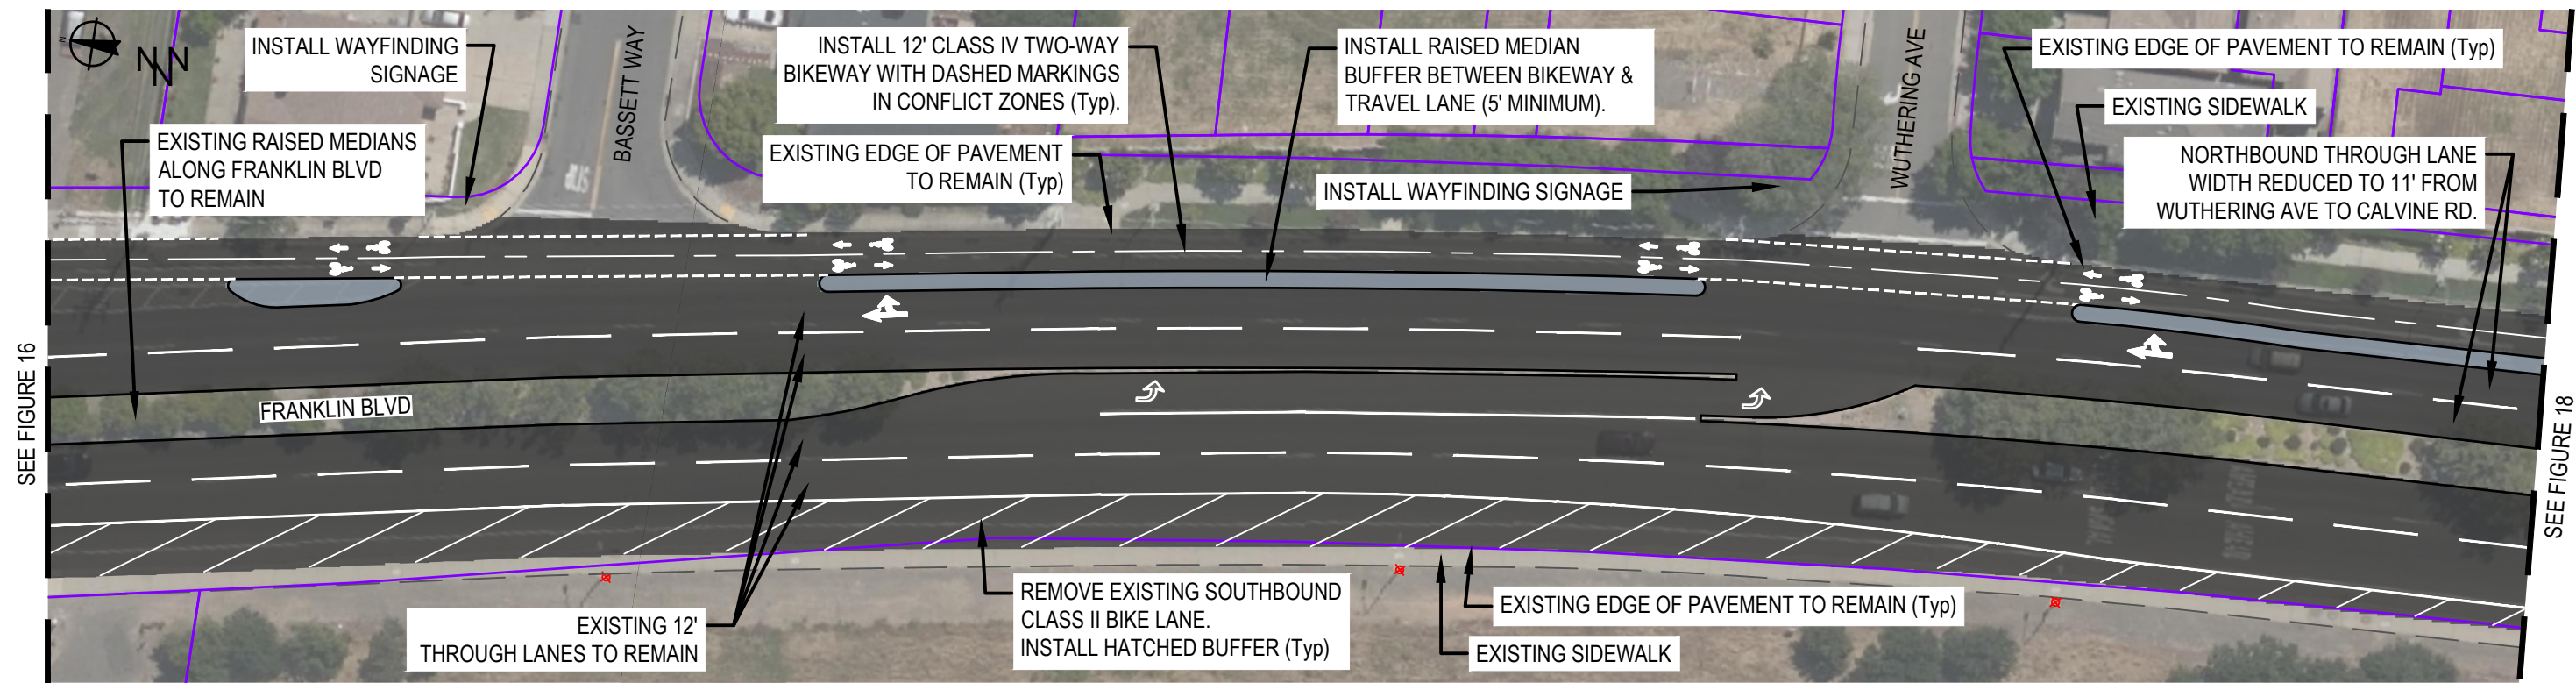 N
INSTALL WAYFINDING
SIGNAGE
BASSETT WAY
INSTALL 12' CLASS IV TWO-WAY
BIKEWAY WITH DASHED MARKINGS
IN CONFLICT ZONES (Typ).
INSTALL RAISED MEDIAN
BUFFER BETWEEN BIKEWAY &
TRAVEL LANE (5' MINIMUM).
WUTHERING AVE
EXISTING EDGE OF PAVEMENT TO REMAIN (Typ)
EXISTING SIDEWALK
EXISTING RAISED MEDIANS
ALONG FRANKLIN BLVD
TO REMAIN
EXISTING EDGE OF PAVEMENT
TO REMAIN (Typ)
INSTALL WAYFINDING SIGNAGE
NORTHBOUND THROUGH LANE
WIDTH REDUCED TO 11' FROM
WUTHERING AVE TO CALVINE RD.
STOP
SEE FIGURE 16
FRANKLIN BLVD
SEE FIGURE 18
EXISTING 12'
THROUGH LANES TO REMAIN
REMOVE EXISTING SOUTHBOUND
CLASS II BIKE LANE.
INSTALL HATCHED BUFFER (Typ)
EXISTING EDGE OF PAVEMENT TO REMAIN (Typ)
EXISTING SIDEWALK